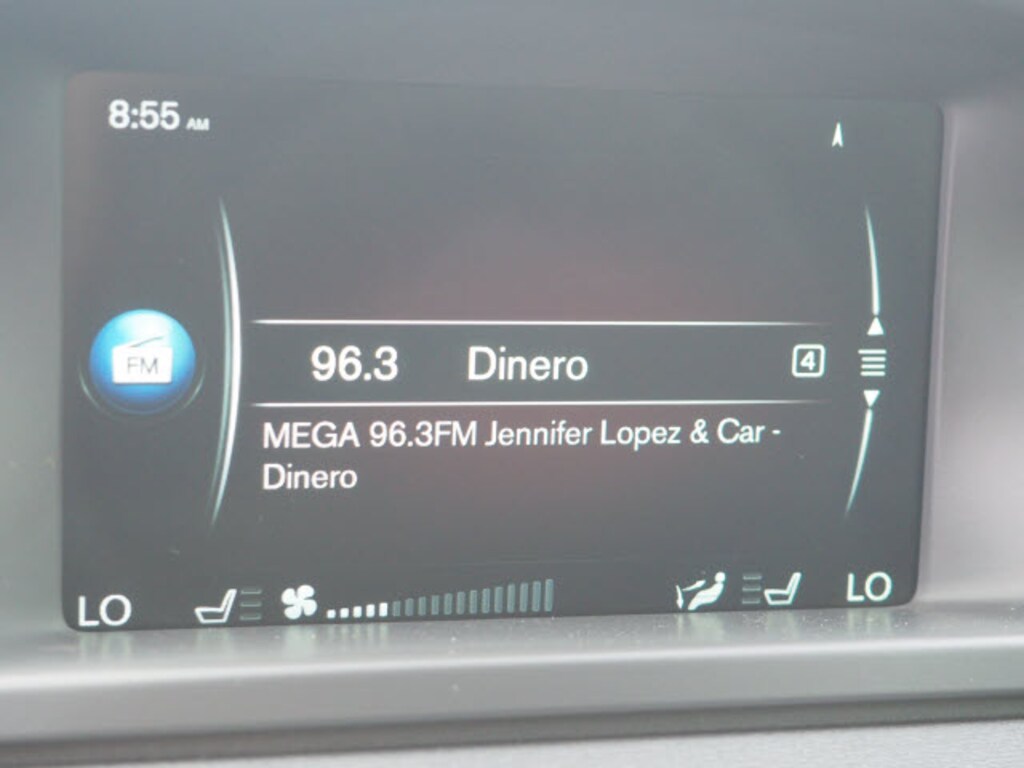 8:55 AM
FM
96.3 Dinero 4
MEGA 96.3FM Jennifer Lopez & Car -
Dinero
LO LO